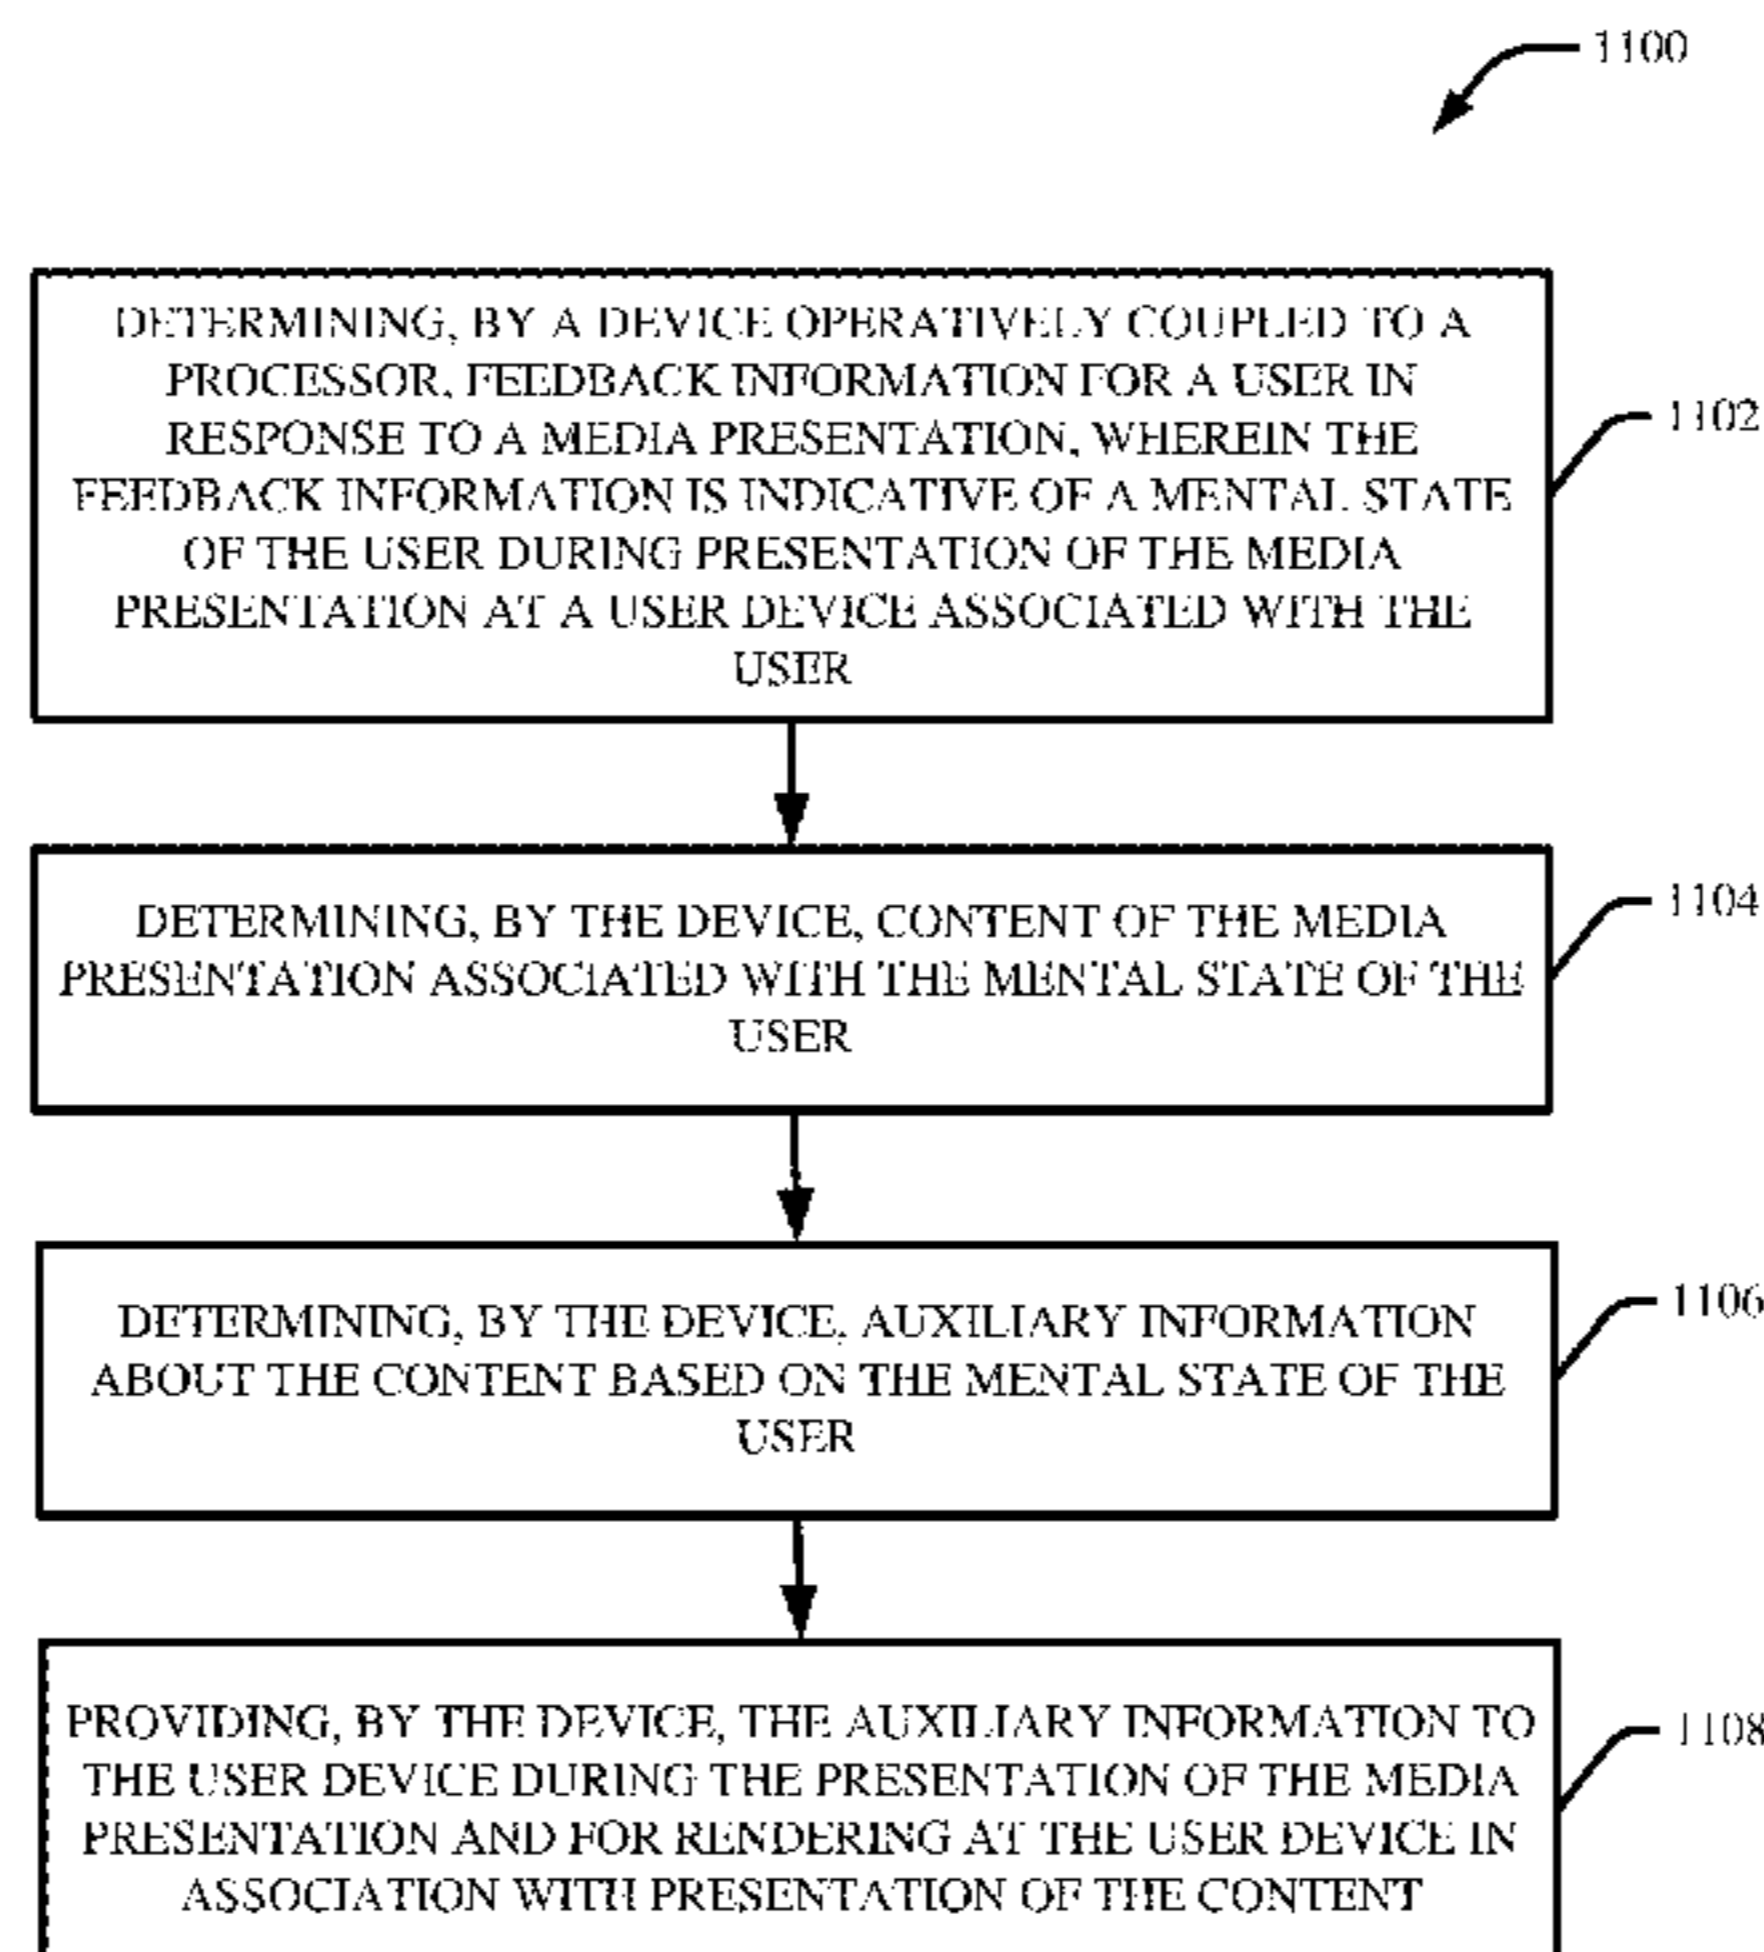 1100
DETERMINING, BY A DEVICE OPERATIVELY COUPLED TO A
PROCESSOR, FEEDBACK INFORMATION FOR A USER IN
RESPONSE TO A MEDIA PRESENTATION, WHEREIN THE
FEEDBACK INFORMATION IS INDICATIVE OF A MENTAL STATE
OF THE USER DURING PRESENTATION OF THE MEDIA
PRESENTATION AT A USER DEVICE ASSOCIATED WITH THE
USER
1102
DETERMINING, BY THE DEVICE, CONTENT OF THE MEDIA
PRESENTATION ASSOCIATED WITH THE MENTAL STATE OF THE
USER
1104
DETERMINING, BY THE DEVICE, AUXILIARY INFORMATION
ABOUT THE CONTENT BASED ON THE MENTAL STATE OF THE
USER
1106
PROVIDING, BY THE DEVICE, THE AUXILIARY INFORMATION TO
THE USER DEVICE DURING THE PRESENTATION OF THE MEDIA
PRESENTATION AND FOR RENDERING AT THE USER DEVICE IN
ASSOCIATION WITH PRESENTATION OF THE CONTENT
1108